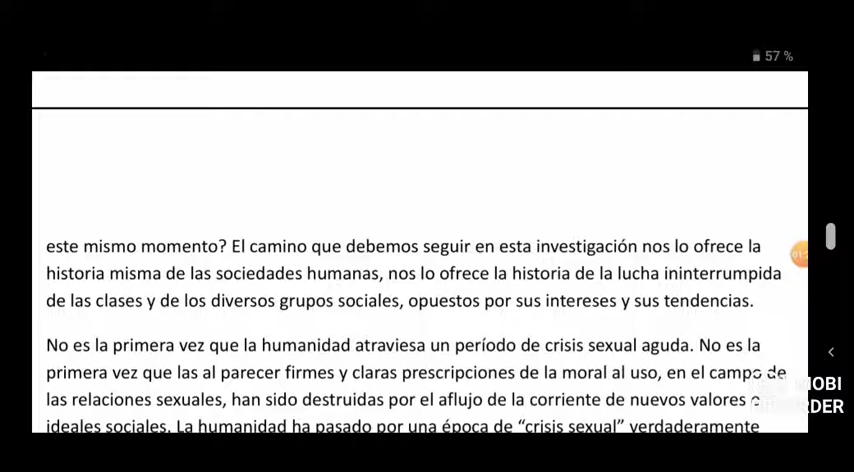 57 %
este mismo momento? El camino que debemos seguir en esta investigación nos lo ofrece la
historia misma de las sociedades humanas, nos lo ofrece la historia de la lucha ininterrumpida
de las clases y de los diversos grupos sociales, opuestos por sus intereses y sus tendencias.
No es la primera vez que la humanidad atraviesa un período de crisis sexual aguda. No es la
primera vez que las al parecer firmes y claras prescripciones de la moral al uso, en el campo de
las relaciones sexuales, han sido destruidas por el aflujo de la corriente de nuevos valores e
ideales sociales. La humanidad ha pasado por una época de “crisis sexual” verdaderamente
MOBI